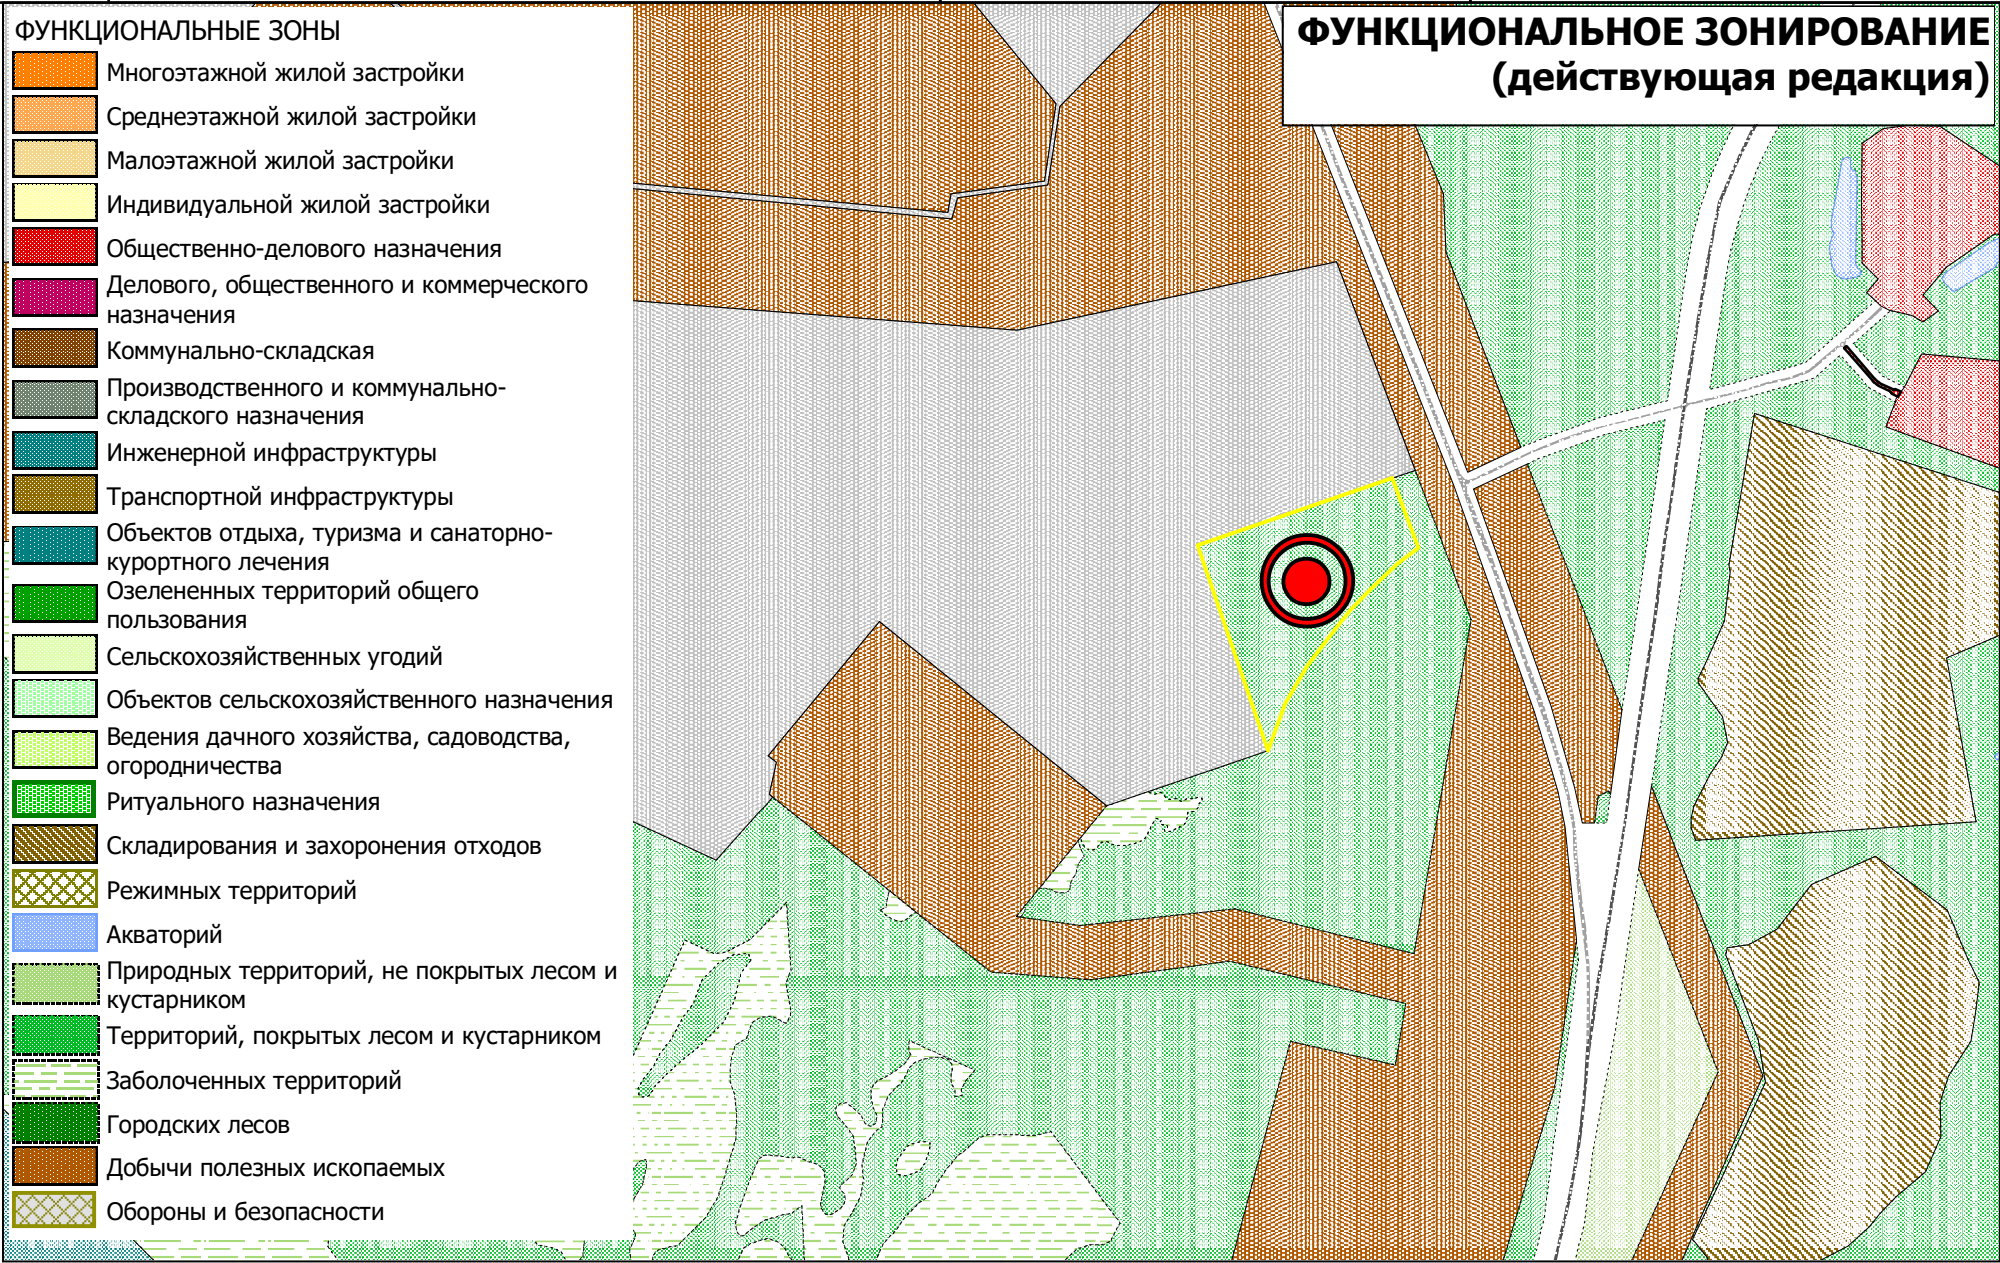 ФУНКЦИОНАЛЬНЫЕ ЗОНЫ
Многоэтажной жилой застройки
Среднеэтажной жилой застройки
Малоэтажной жилой застройки
Индивидуальной жилой застройки
Общественно-делового назначения
Делового, общественного и коммерческого
назначения
Коммунально-складская
Производственного и коммунально-
складского назначения
Инженерной инфраструктуры
Транспортной инфраструктуры
Объектов отдыха, туризма и санаторно-
курортного лечения
Озелененных территорий общего
пользования
Сельскохозяйственных угодий
Объектов сельскохозяйственного назначения
Ведения дачного хозяйства, садоводства,
огородничества
Ритуального назначения
Складирования и захоронения отходов
Режимных территорий
Акваторий
Природных территорий, не покрытых лесом и
кустарником
Территорий, покрытых лесом и кустарником
Заболоченных территорий
Городских лесов
Добычи полезных ископаемых
Обороны и безопасности
ФУНКЦИОНАЛЬНОЕ ЗОНИРОВАНИЕ
(действующая редакция)